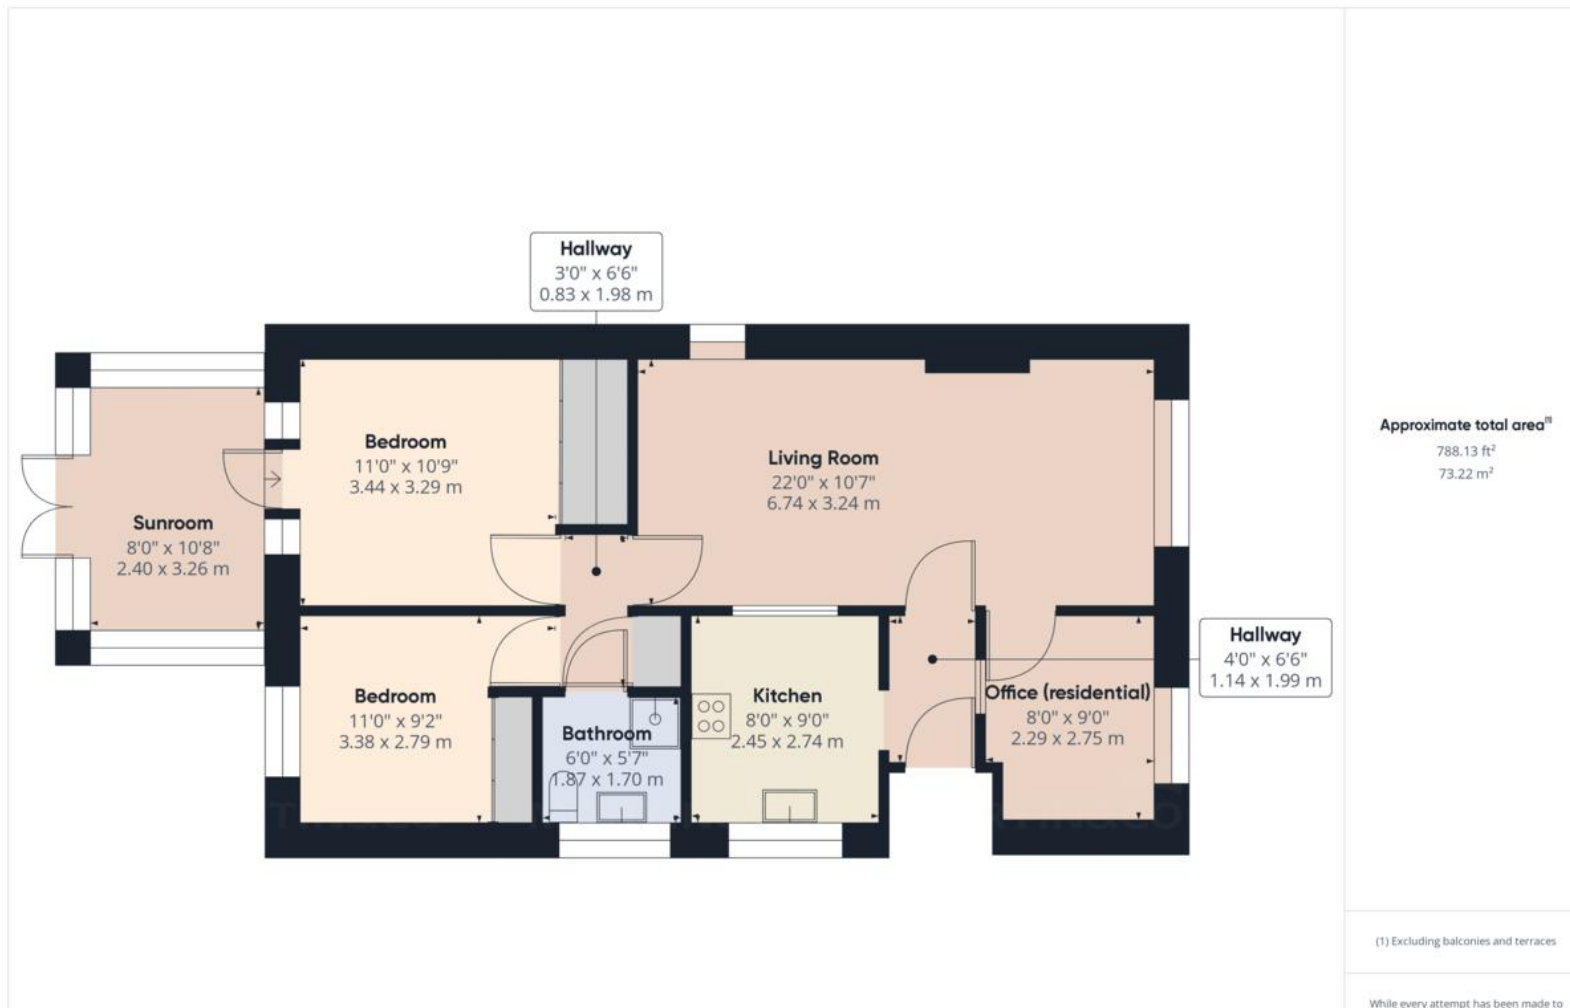 Hallway
3'0" x 6'6"
0.83 x 1.98 m
Bedroom
11'0" x 10'9"
3.44 x 3.29 m
Living Room
22'0" x 10'7"
6.74 x 3.24 m
Sunroom
8'0" x 10'8"
2.40 x 3.26 m
Hallway
4'0" x 6'6"
1.14 x 1.99 m
Bedroom
11'0" x 9'2"
3.38 x 2.79 m
Bathroom
6'0" x 5'7"
1.87 x 1.70 m
Kitchen
8'0" x 9'0"
2.45 x 2.74 m
Office (residential)
8'0" x 9'0"
2.29 x 2.75 m
Approximate total area(1)
788.13 ft²
73.22 m²
(1) Excluding balconies and terraces
While every attempt has been made to